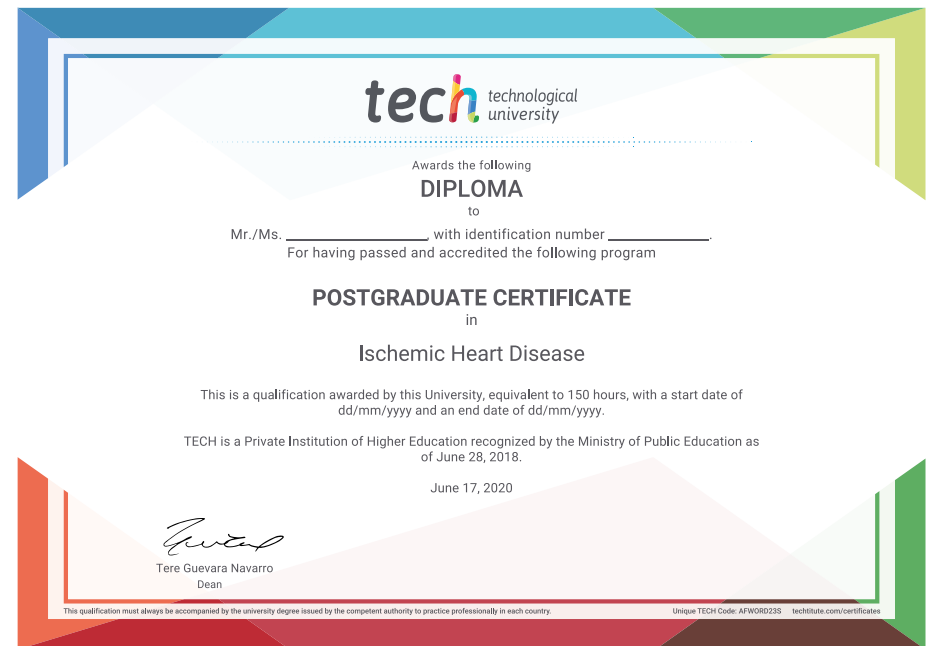 tech technological
university
Awards the following
DIPLOMA
to
Mr./Ms. ____________________, with identification number ______________.
For having passed and accredited the following program
POSTGRADUATE CERTIFICATE
in
Ischemic Heart Disease
This is a qualification awarded by this University, equivalent to 150 hours, with a start date of
dd/mm/yyyy and an end date of dd/mm/yyyy.
TECH is a Private Institution of Higher Education recognized by the Ministry of Public Education as
of June 28, 2018.
June 17, 2020
Tere Guevara Navarro
Dean
This qualification must always be accompanied by the university degree issued by the competent authority to practice professionally in each country. Unique TECH Code: AFWORD23S techtitute.com/certificates